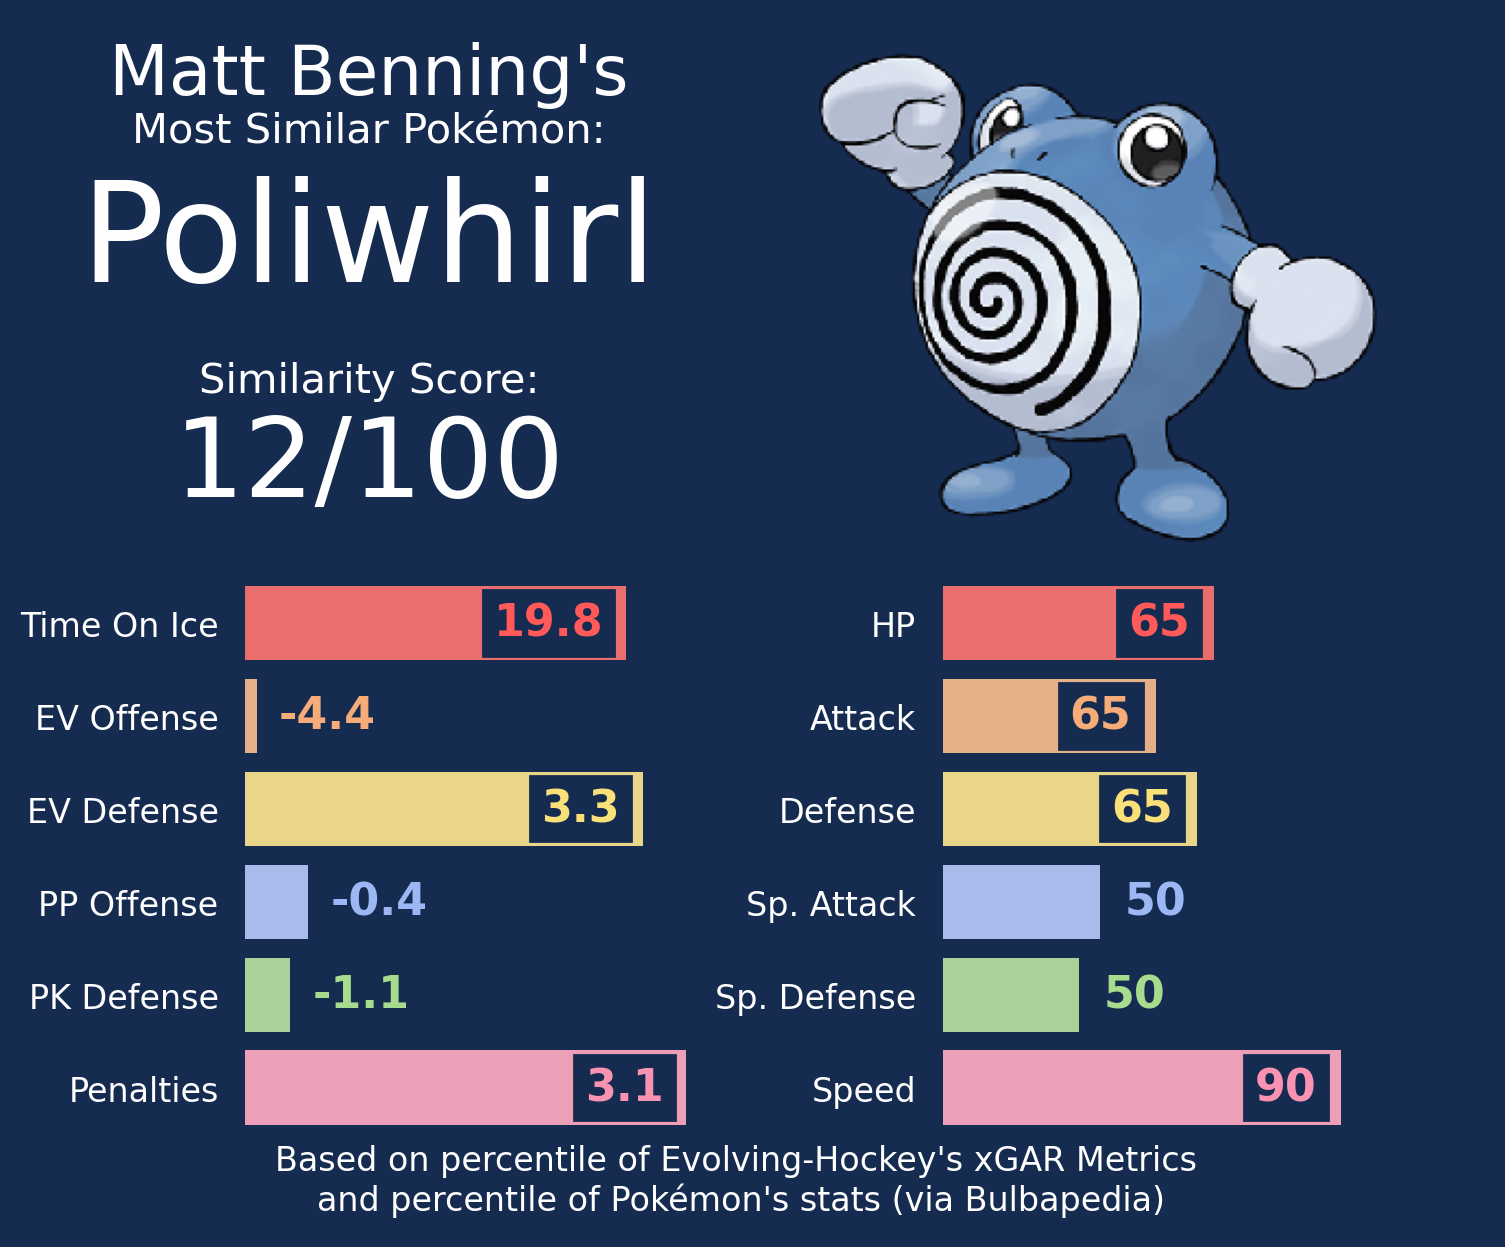 Matt Benning's
Most Similar Pokémon:
Poliwhirl
Similarity Score:
12/100
Time On Ice 19.8
EV Offense -4.4
EV Defense 3.3
PP Offense -0.4
PK Defense -1.1
Penalties 3.1
HP 65
Attack 65
Defense 65
Sp. Attack 50
Sp. Defense 50
Speed 90
Based on percentile of Evolving-Hockey's xGAR Metrics
and percentile of Pokémon's stats (via Bulbapedia)